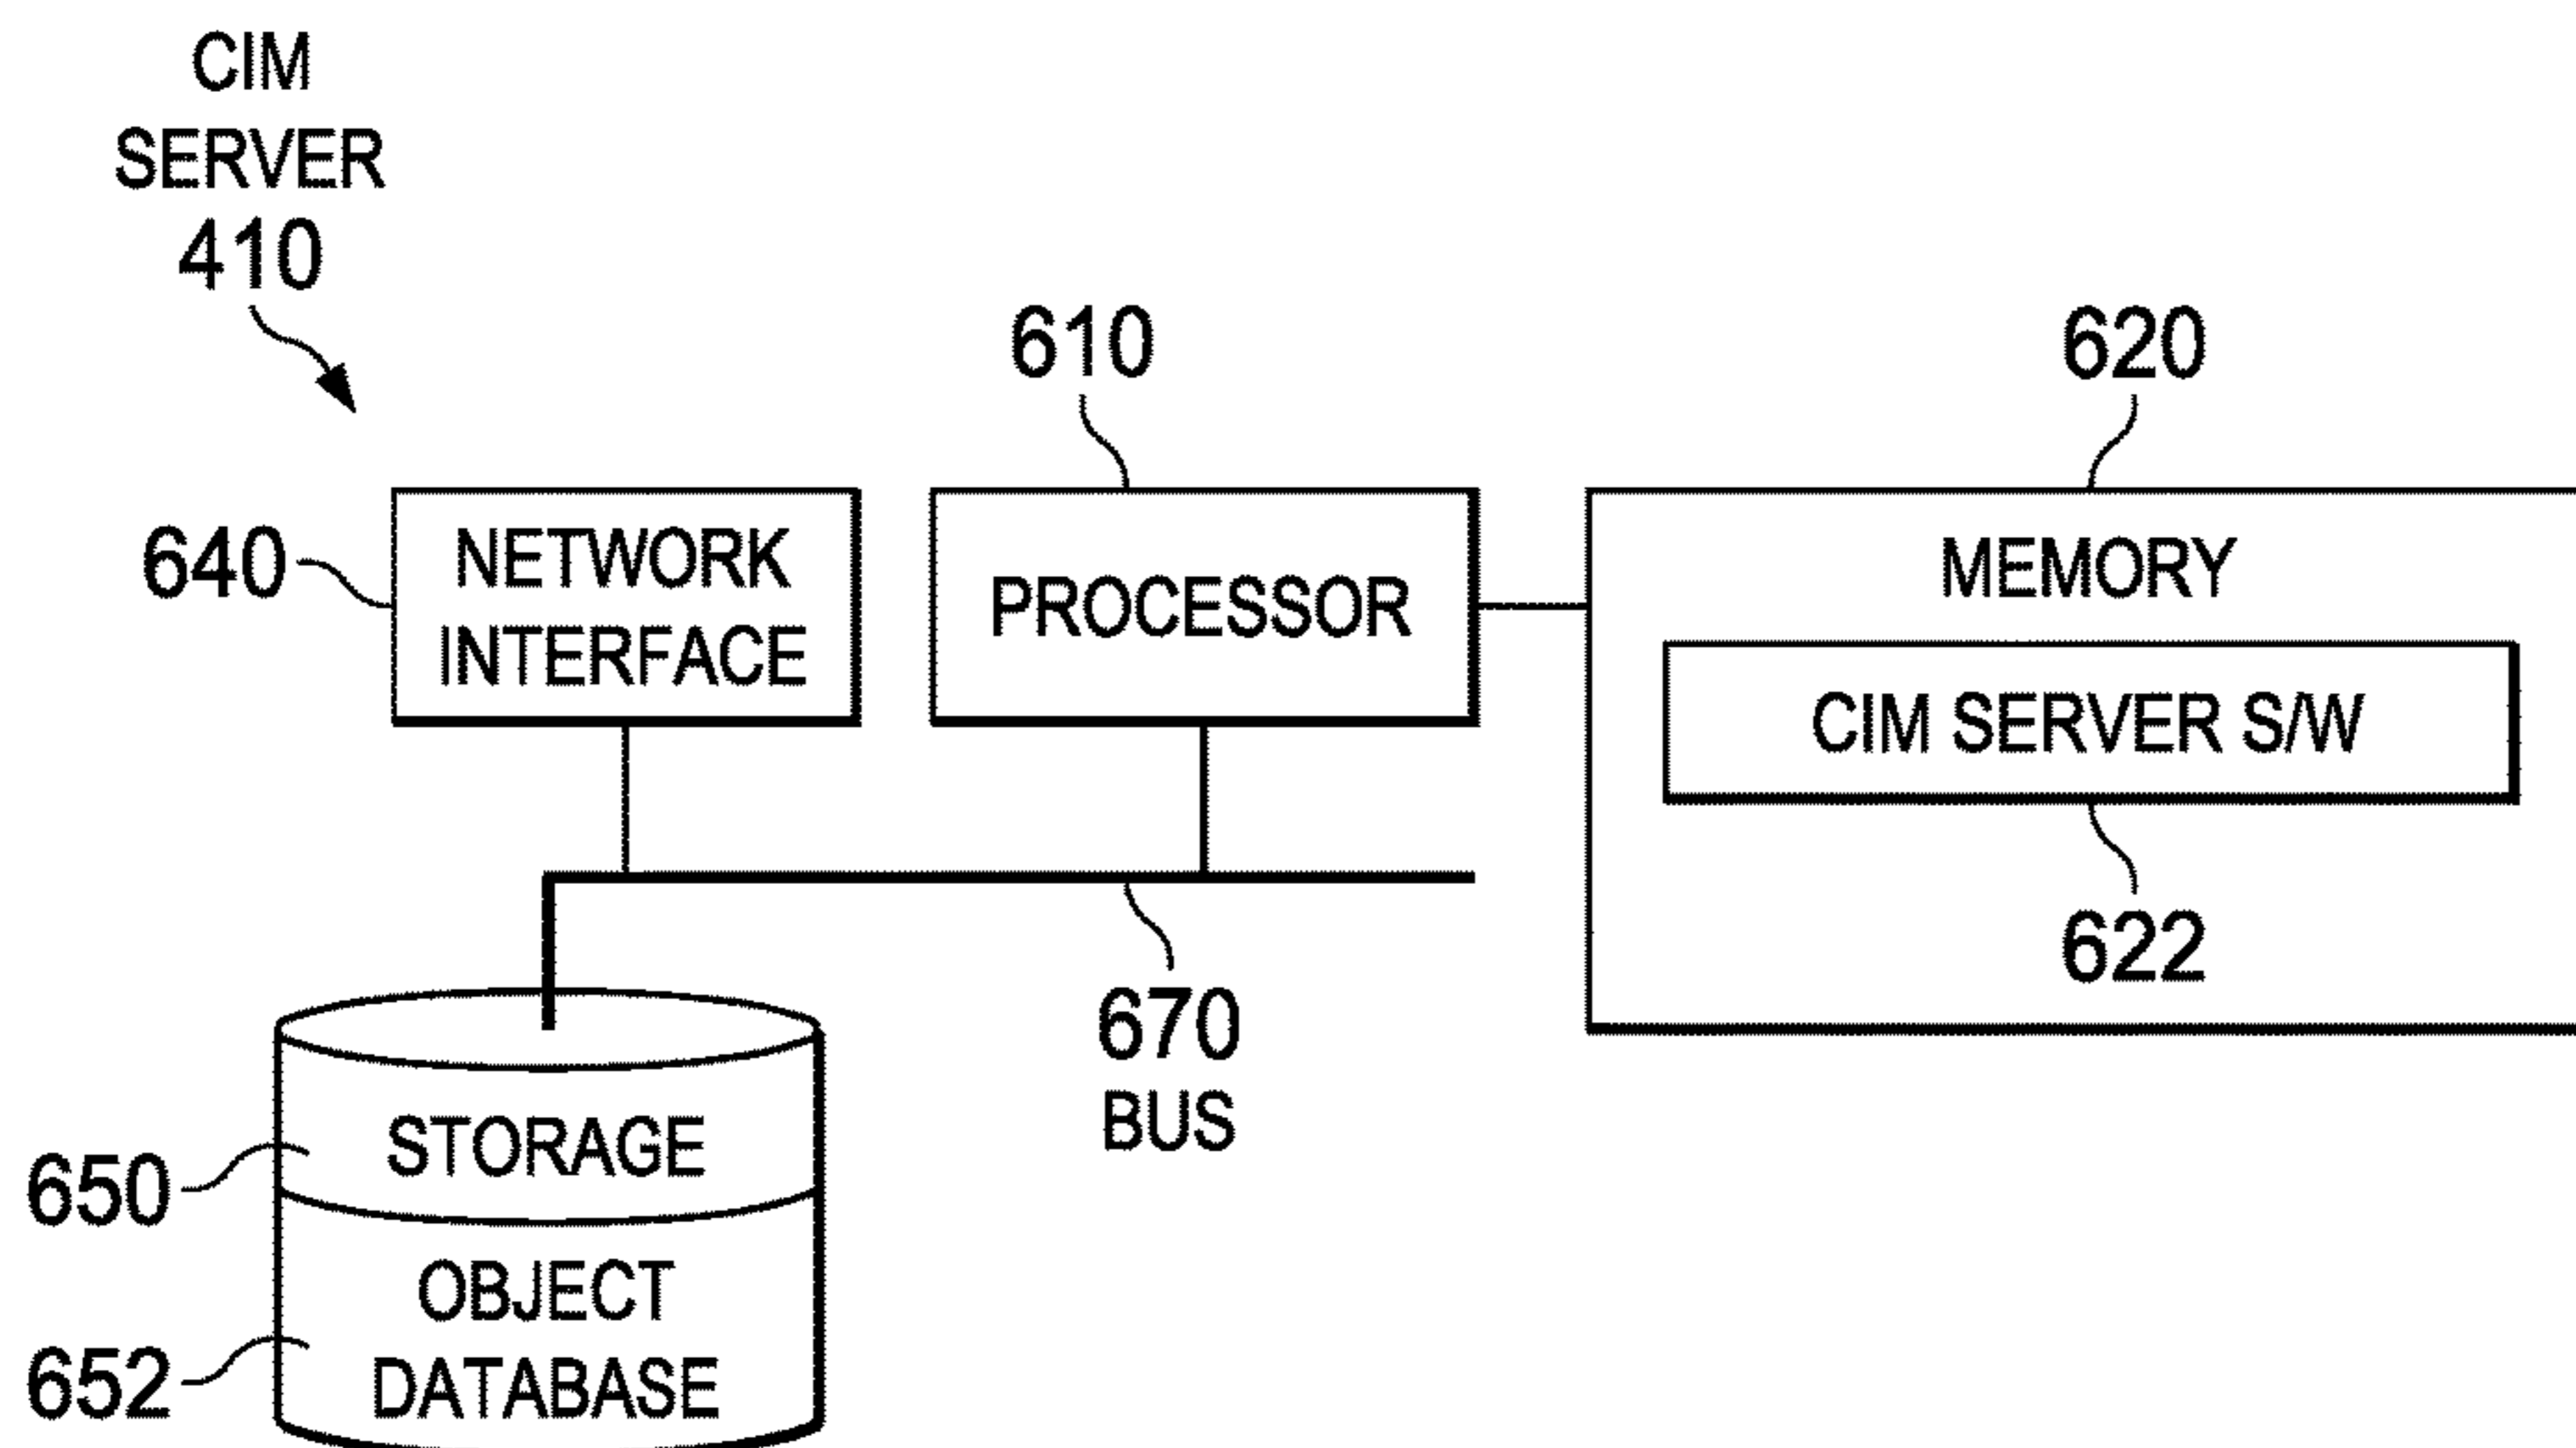 CIM
SERVER
410
610
620
640
NETWORK
INTERFACE
PROCESSOR
MEMORY
CIM SERVER S/W
622
670
BUS
650
STORAGE
652
OBJECT
DATABASE